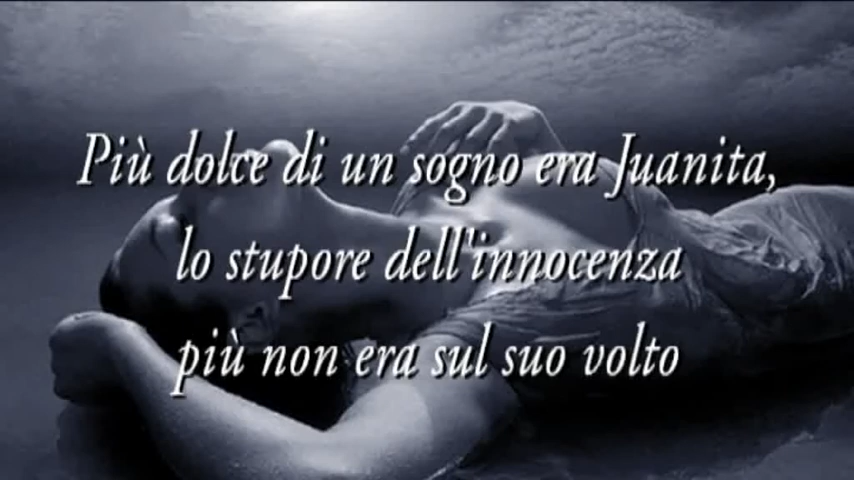 Più dolce di un sogno era Juanita,
lo stupore dell'innocenza
più non era sul suo volto